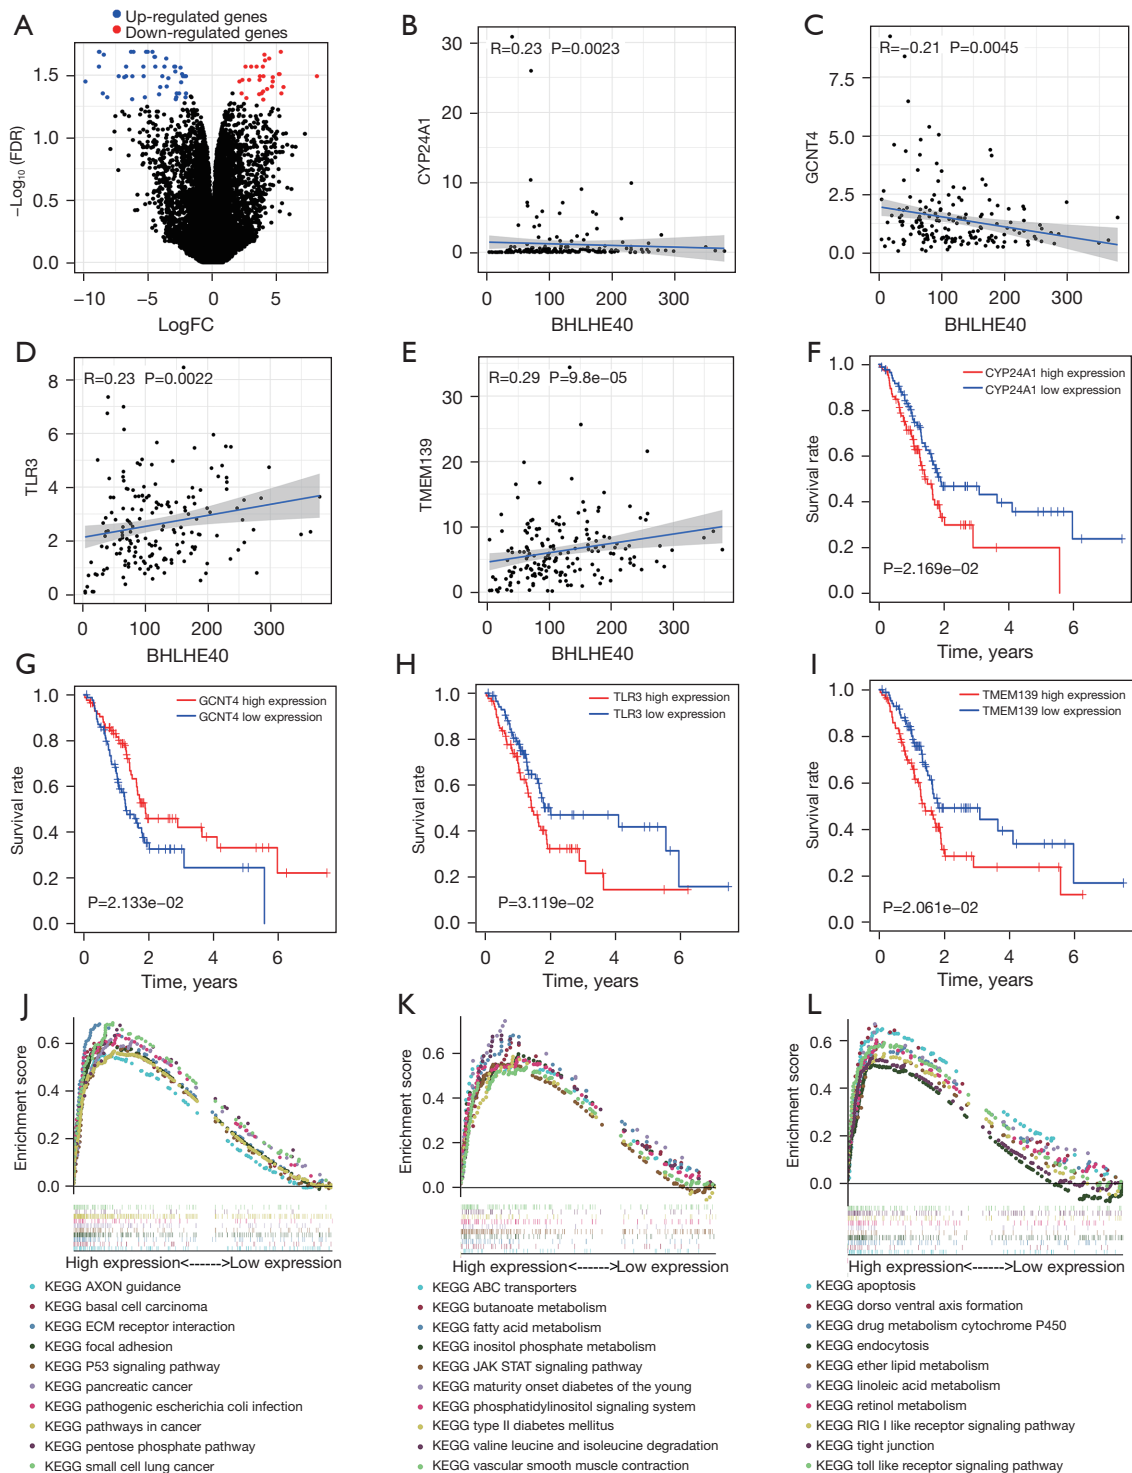 A
Up-regulated genes
Down-regulated genes
−Log10 (FDR)
1.5
1.0
0.5
0.0
−10 −5 0 5
LogFC
B
R=0.23 P=0.0023
CYP24A1
30
20
10
0
0 100 200 300
BHLHE40
C
R=−0.21 P=0.0045
GCNT4
7.5
5.0
2.5
0.0
0 100 200 300
BHLHE40
D
R=0.23 P=0.0022
TLR3
8
6
4
2
0
0 100 200 300
BHLHE40
E
R=0.29 P=9.8e−05
TMEM139
30
20
10
0
0 100 200 300
BHLHE40
F
CYP24A1 high expression
CYP24A1 low expression
Survival rate
1.0
0.8
0.6
0.4
0.2
0.0
P=2.169e−02
0 2 4 6
Time, years
G
GCNT4 high expression
GCNT4 low expression
Survival rate
1.0
0.8
0.6
0.4
0.2
0.0
P=2.133e−02
0 2 4 6
Time, years
H
TLR3 high expression
TLR3 low expression
Survival rate
1.0
0.8
0.6
0.4
0.2
0.0
P=3.119e−02
0 2 4 6
Time, years
I
TMEM139 high expression
TMEM139 low expression
Survival rate
1.0
0.8
0.6
0.4
0.2
0.0
P=2.061e−02
0 2 4 6
Time, years
J
Enrichment score
0.6
0.4
0.2
0.0
High expression<------>Low expression
KEGG AXON guidance
KEGG basal cell carcinoma
KEGG ECM receptor interaction
KEGG focal adhesion
KEGG P53 signaling pathway
KEGG pancreatic cancer
KEGG pathogenic escherichia coli infection
KEGG pathways in cancer
KEGG pentose phosphate pathway
KEGG small cell lung cancer
K
Enrichment score
0.6
0.4
0.2
0.0
High expression<------>Low expression
KEGG ABC transporters
KEGG butanoate metabolism
KEGG fatty acid metabolism
KEGG inositol phosphate metabolism
KEGG JAK STAT signaling pathway
KEGG maturity onset diabetes of the young
KEGG phosphatidylinositol signaling system
KEGG type II diabetes mellitus
KEGG valine leucine and isoleucine degradation
KEGG vascular smooth muscle contraction
L
Enrichment score
0.6
0.4
0.2
0.0
High expression<------>Low expression
KEGG apoptosis
KEGG dorso ventral axis formation
KEGG drug metabolism cytochrome P450
KEGG endocytosis
KEGG ether lipid metabolism
KEGG linoleic acid metabolism
KEGG retinol metabolism
KEGG RIG I like receptor signaling pathway
KEGG tight junction
KEGG toll like receptor signaling pathway